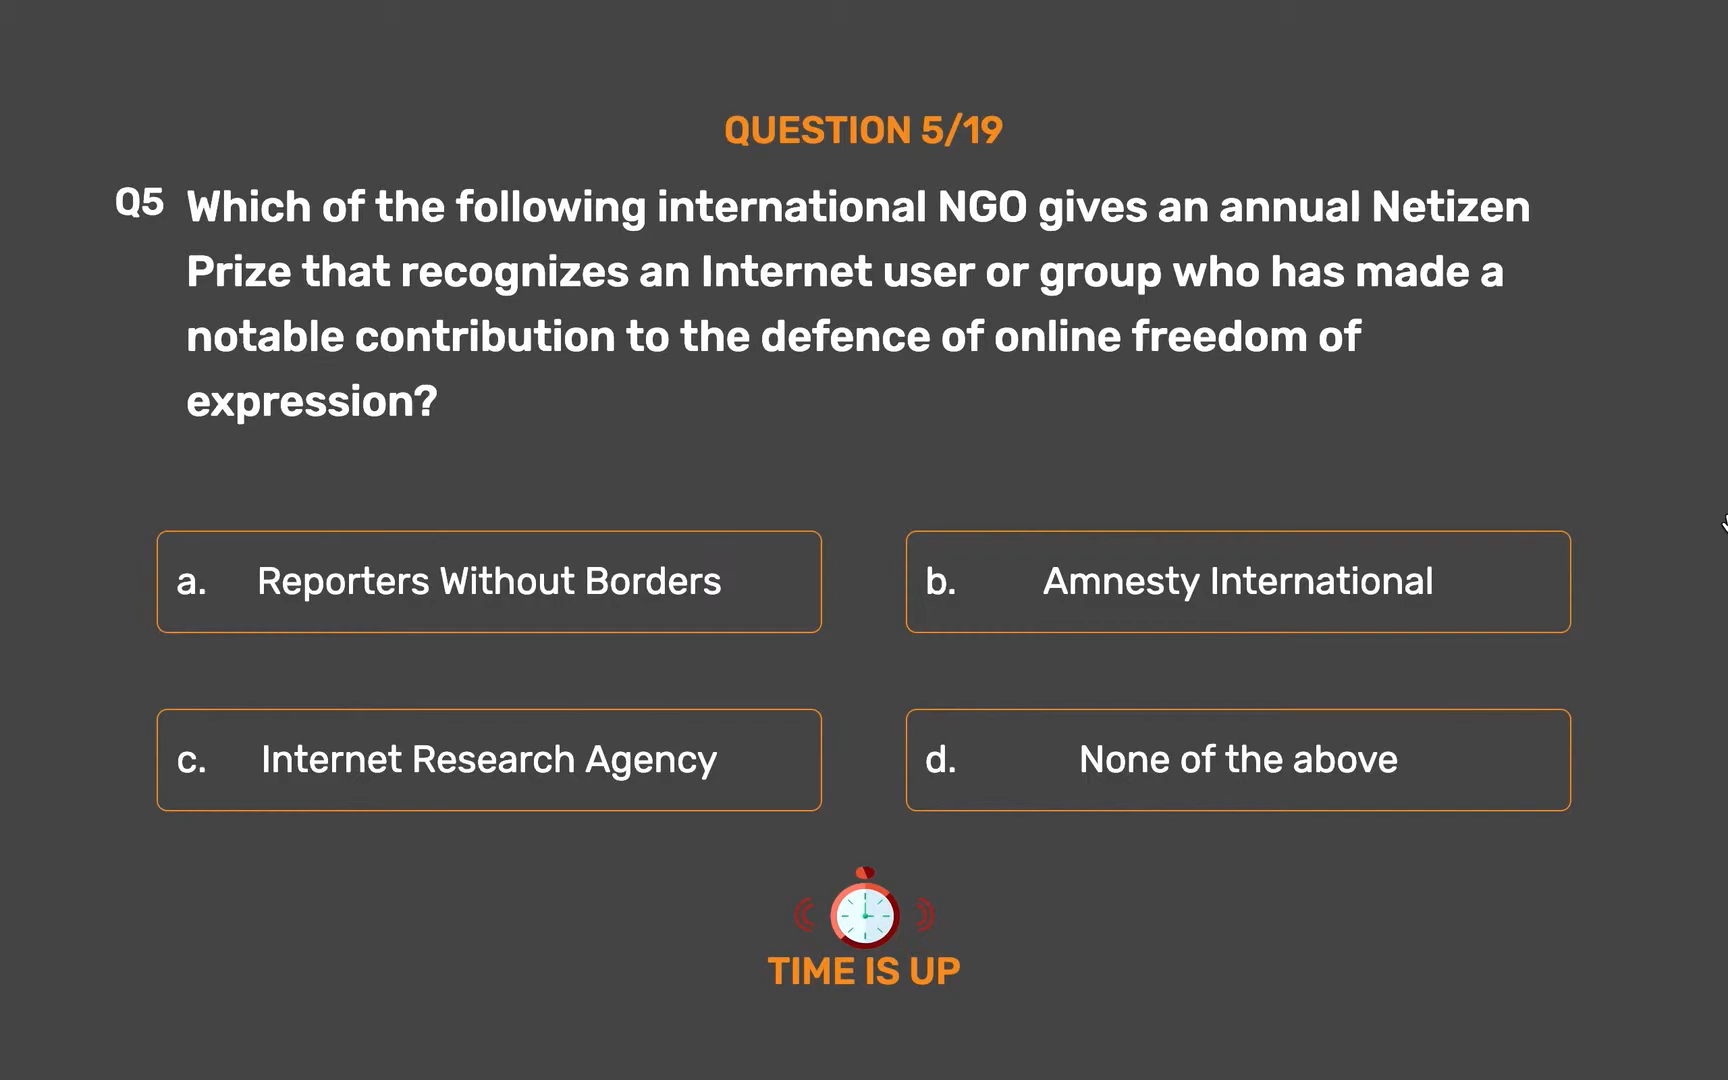 QUESTION 5/19
Q5 Which of the following international NGO gives an annual Netizen
Prize that recognizes an Internet user or group who has made a
notable contribution to the defence of online freedom of
expression?
a. Reporters Without Borders
b. Amnesty International
c. Internet Research Agency
d. None of the above
TIME IS UP